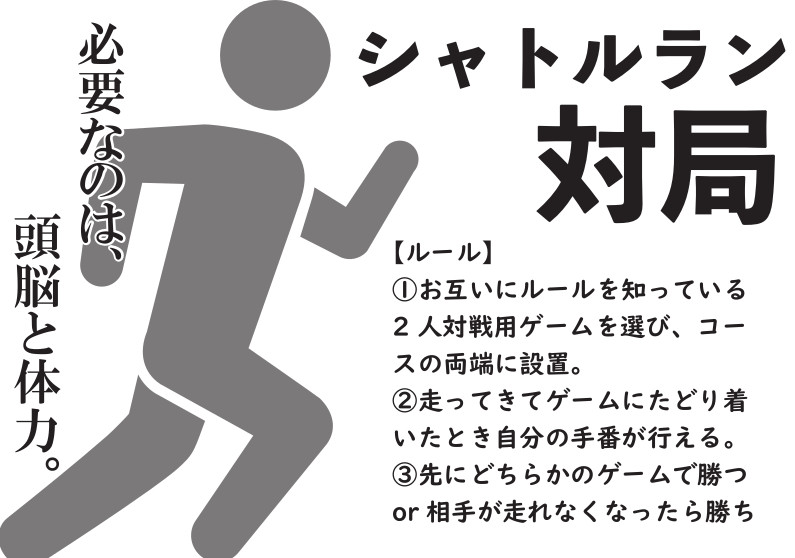 シャトルラン
対局
必要なのは、
頭脳と体力。
【ルール】
①お互いにルールを知っている
2 人対戦用ゲームを選び、コー
スの両端に設置。
②走ってきてゲームにたどり着
いたとき自分の手番が行える。
③先にどちらかのゲームで勝つ
or 相手が走れなくなったら勝ち